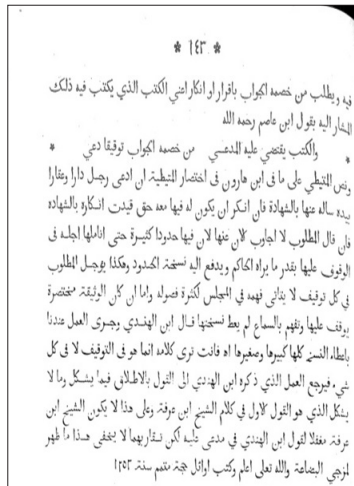 * ١٤٣ *
فيه ويطلب من خصمه الجواب باقرار او انكار اعني الكتب الذي يكتب فيه ذلك
المشار اليه بقول ابن عاصم رحمه الله
والكتب يقتضي عليه المدعي من خصمه الجواب توقيفا دعي *
ونص المتيطي على ما في ابن هارون في اختصار المتيطية ان ادعى رجل دارا وعقارا
بيده ساله عنها بالشهادة فان انكر ان يكون له فيها معه حق قيدت انكاره بالشهاده
فان قال المطلوب لا اجاوب كلان عنها لان فيها حدودا كثيرة حتى اتاملها اجله في
الوقوف عليها بقدر ما يراه الحاكم ويدفع اليه نسخة الحدود وهكذا يوجل المطلوب
في كل توقيف لا يتاتى فهمه في المجلس لكثرة فصوله واما ان كان الوثيقة مختصرة
يوقف عليها وتفهم بالسماع لم يعط نسختها قال ابن الهندي وجرى العمل عندنا
باعطاء النسخ كلها كبيرها وصغيرها اه فانت ترى كلامه انما هو في التوقيف لا في كل
شيء فيرجع العمل الذي ذكره ابن الهندي الى القول بالاطلاق فيما يشكل وما لا
يشكل الذي هو القول كلاول في كلام الشيخ ابن عرفة وعلى هذا لا يكون الشيخ ابن
عرفة مغفلا لقول ابن الهندي في مدعى عليه لكن تقاربهما لا يخفى هذا ما ظهر
لمزجي البضاعة والله تعلى اعلم وكتب اوائل حجة متمم سنة ١٢٥٣